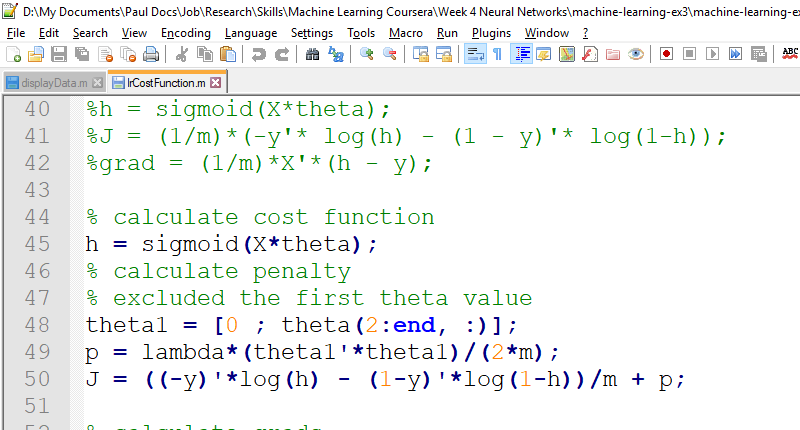 D:\My Documents\Paul Docs\Job\Research\Skills\Machine Learning Coursera\Week 4 Neural Networks\machine-learning-ex3\machine-learning-ex
File Edit Search View Encoding Language Settings Tools Macro Run Plugins Window ?
ABC
displayData.m lrCostFunction.m
40 %h = sigmoid(X*theta);
41 %J = (1/m)*(-y'* log(h) - (1 - y)'* log(1-h));
42 %grad = (1/m)*X'*(h - y);
43
44 % calculate cost function
45 h = sigmoid(X*theta);
46 % calculate penalty
47 % excluded the first theta value
48 theta1 = [0 ; theta(2:end, :)];
49 p = lambda*(theta1'*theta1)/(2*m);
50 J = ((-y)'*log(h) - (1-y)'*log(1-h))/m + p;
51